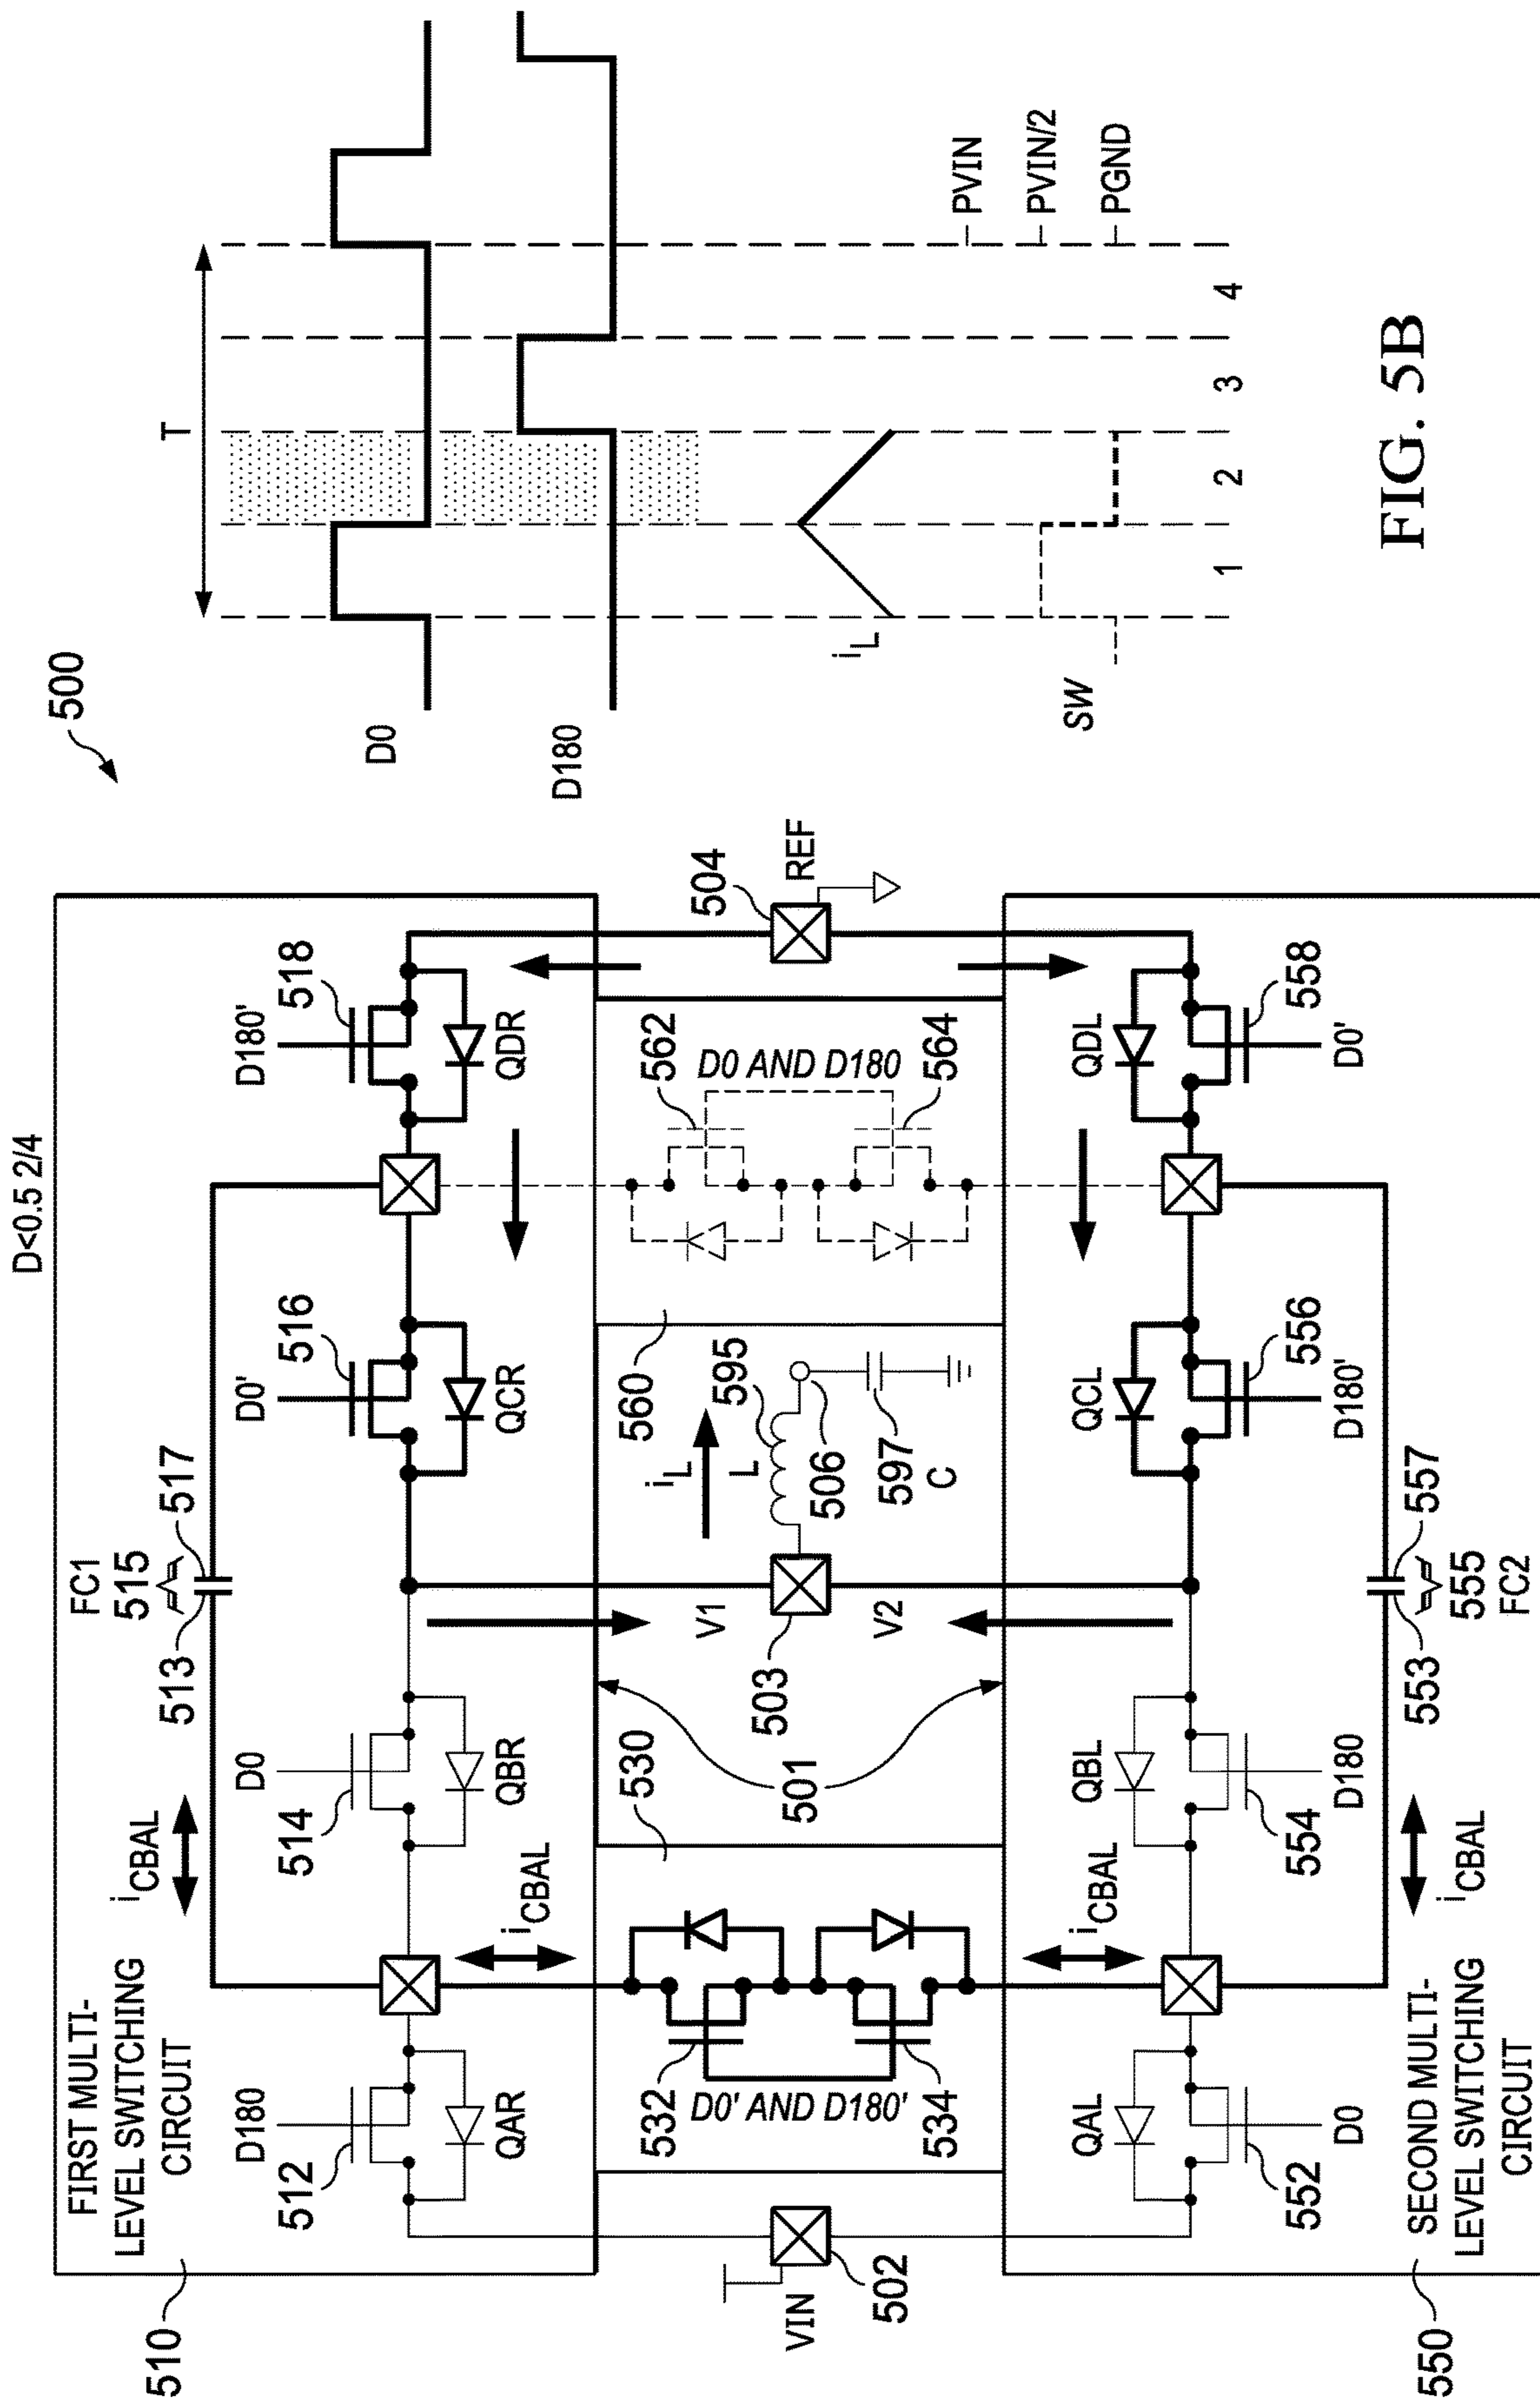 500
D<0.5 2/4
510
FIRST MULTI-
LEVEL SWITCHING
CIRCUIT
iCBAL
FC1
515
513
517
D180
512
QAR
D0
514
QBR
D0'
516
QCR
D180'
518
QDR
iCBAL
VIN
502
530
532
D0' AND D180'
534
501
V1
503
V2
iL
L
595
506
597
C
560
562
D0 AND D180
564
504
REF
iCBAL
QAL
552
D0
QBL
554
D180
QCL
556
D180'
QDL
558
D0'
550
SECOND MULTI-
LEVEL SWITCHING
CIRCUIT
iCBAL
553
557
555
FC2
T
D0
D180
iL
SW
PVIN
PVIN/2
PGND
1
2
3
4
FIG. 5B